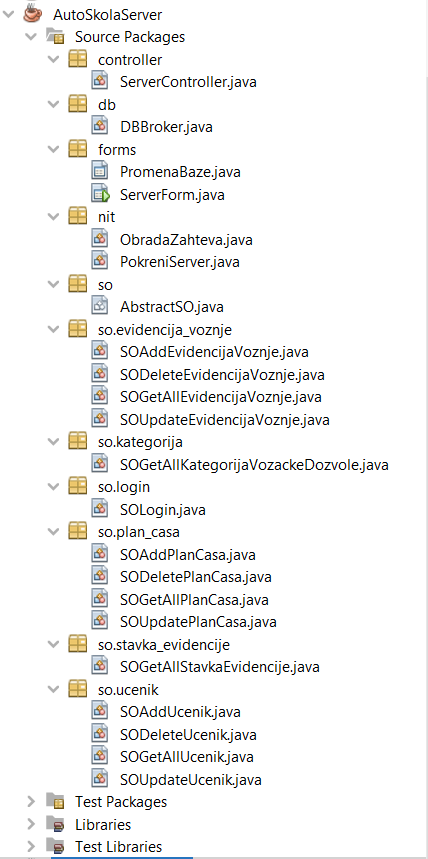 AutoSkolaServer
Source Packages
controller
ServerController.java
db
DBBroker.java
forms
PromenaBaze.java
ServerForm.java
nit
ObradaZahteva.java
PokreniServer.java
so
AbstractSO.java
so.evidencija_voznje
SOAddEvidencijaVoznje.java
SODeleteEvidencijaVoznje.java
SOGetAllEvidencijaVoznje.java
SOUpdateEvidencijaVoznje.java
so.kategorija
SOGetAllKategorijaVozackeDozvole.java
so.login
SOLogin.java
so.plan_casa
SOAddPlanCasa.java
SODeletePlanCasa.java
SOGetAllPlanCasa.java
SOUpdatePlanCasa.java
so.stavka_evidencije
SOGetAllStavkaEvidencije.java
so.ucenik
SOAddUcenik.java
SODeleteUcenik.java
SOGetAllUcenik.java
SOUpdateUcenik.java
Test Packages
Libraries
Test Libraries